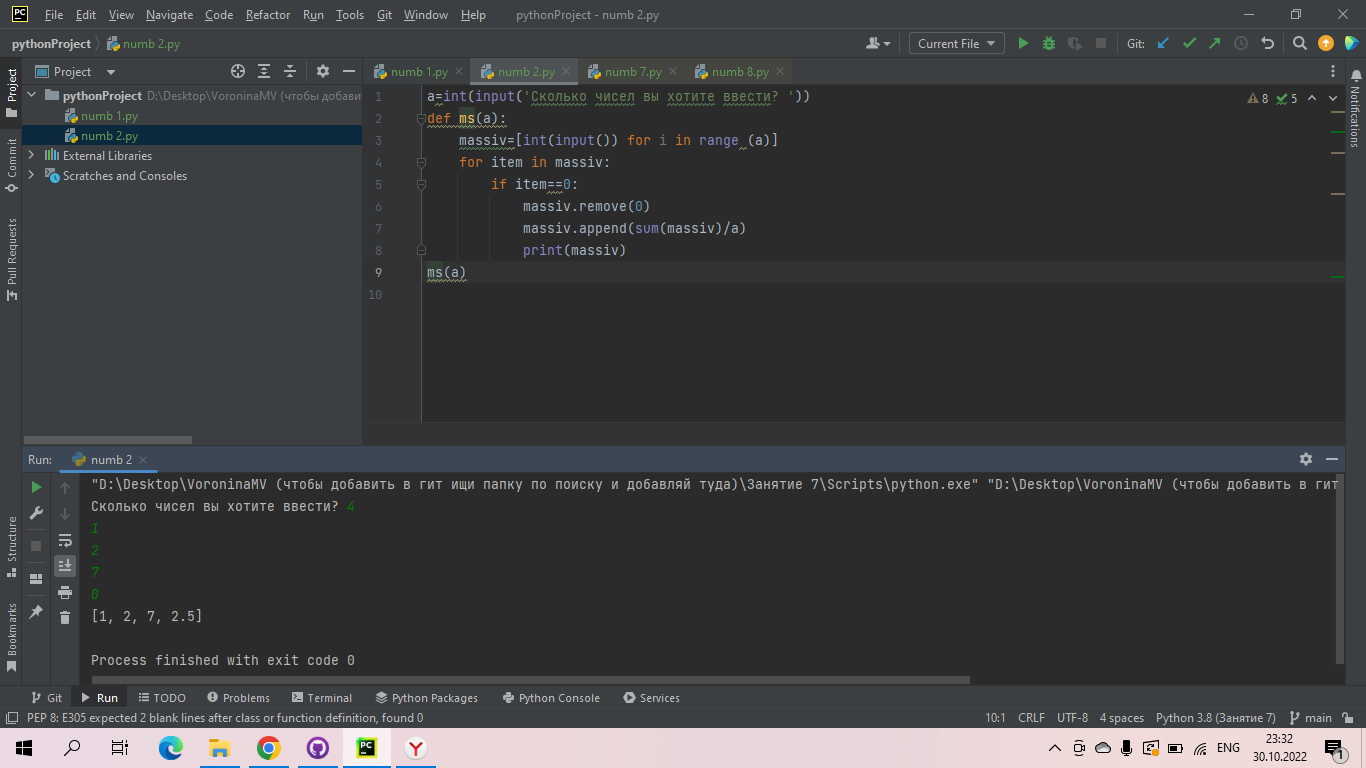 PC File Edit View Navigate Code Refactor Run Tools Git Window Help pythonProject - numb 2.py
pythonProject numb 2.py Current File Git:
Project
numb 1.py numb 2.py numb 7.py numb 8.py
pythonProject D:\Desktop\VoroninaMV (чтобы добави
numb 1.py
numb 2.py
External Libraries
Scratches and Consoles
Project
Commit
Pull Requests
Structure
Bookmarks
Notifications
8 5
1 a=int(input('Сколько чисел вы хотите ввести? '))
2 def ms(a):
3 massiv=[int(input()) for i in range (a)]
4 for item in massiv:
5 if item==0:
6 massiv.remove(0)
7 massiv.append(sum(massiv)/a)
8 print(massiv)
9 ms(a)
10
Run: numb 2
"D:\Desktop\VoroninaMV (чтобы добавить в гит ищи папку по поиску и добавляй туда)\Занятие 7\Scripts\python.exe" "D:\Desktop\VoroninaMV (чтобы добавить в гит
Сколько чисел вы хотите ввести? 4
1
2
7
0
[1, 2, 7, 2.5]
Process finished with exit code 0
Git Run TODO Problems Terminal Python Packages Python Console Services
PEP 8: E305 expected 2 blank lines after class or function definition, found 0 10:1 CRLF UTF-8 4 spaces Python 3.8 (Занятие 7) main
PC Y ENG 23:32
30.10.2022 1